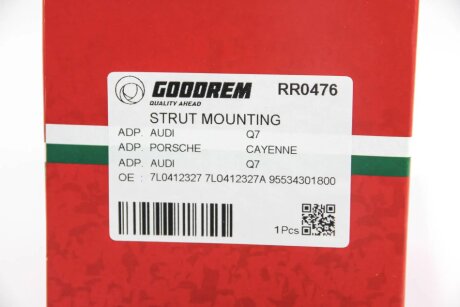 GOODREM RR0476
QUALITY AHEAD
STRUT MOUNTING
ADP. AUDI Q7
ADP. PORSCHE CAYENNE
ADP. AUDI Q7
OE : 7L0412327 7L0412327A 95534301800
1Pcs